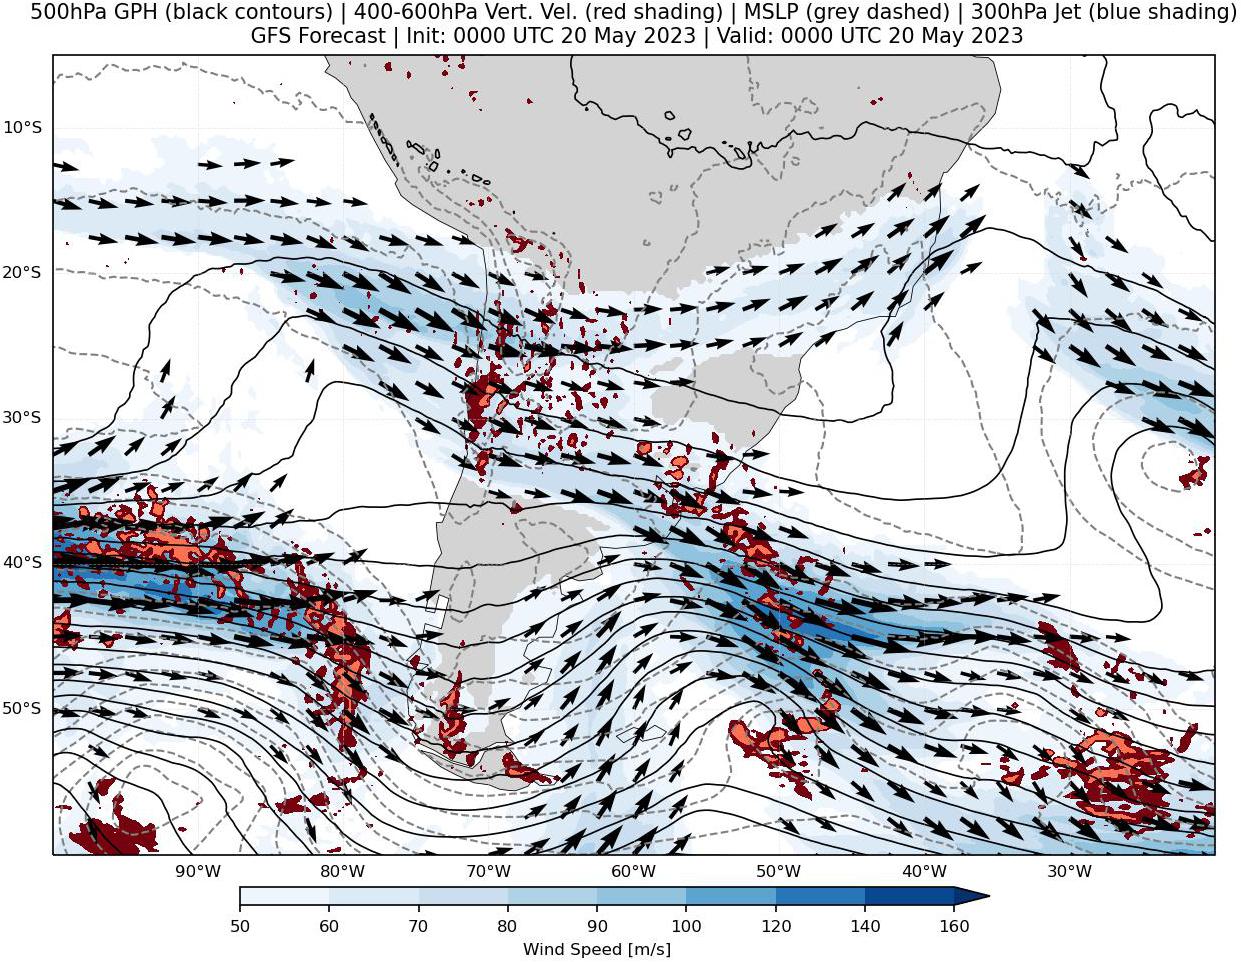 500hPa GPH (black contours) | 400-600hPa Vert. Vel. (red shading) | MSLP (grey dashed) | 300hPa Jet (blue shading)
GFS Forecast | Init: 0000 UTC 20 May 2023 | Valid: 0000 UTC 20 May 2023
10°S
20°S
30°S
40°S
50°S
90°W 80°W 70°W 60°W 50°W 40°W 30°W
50 60 70 80 90 100 120 140 160
Wind Speed [m/s]